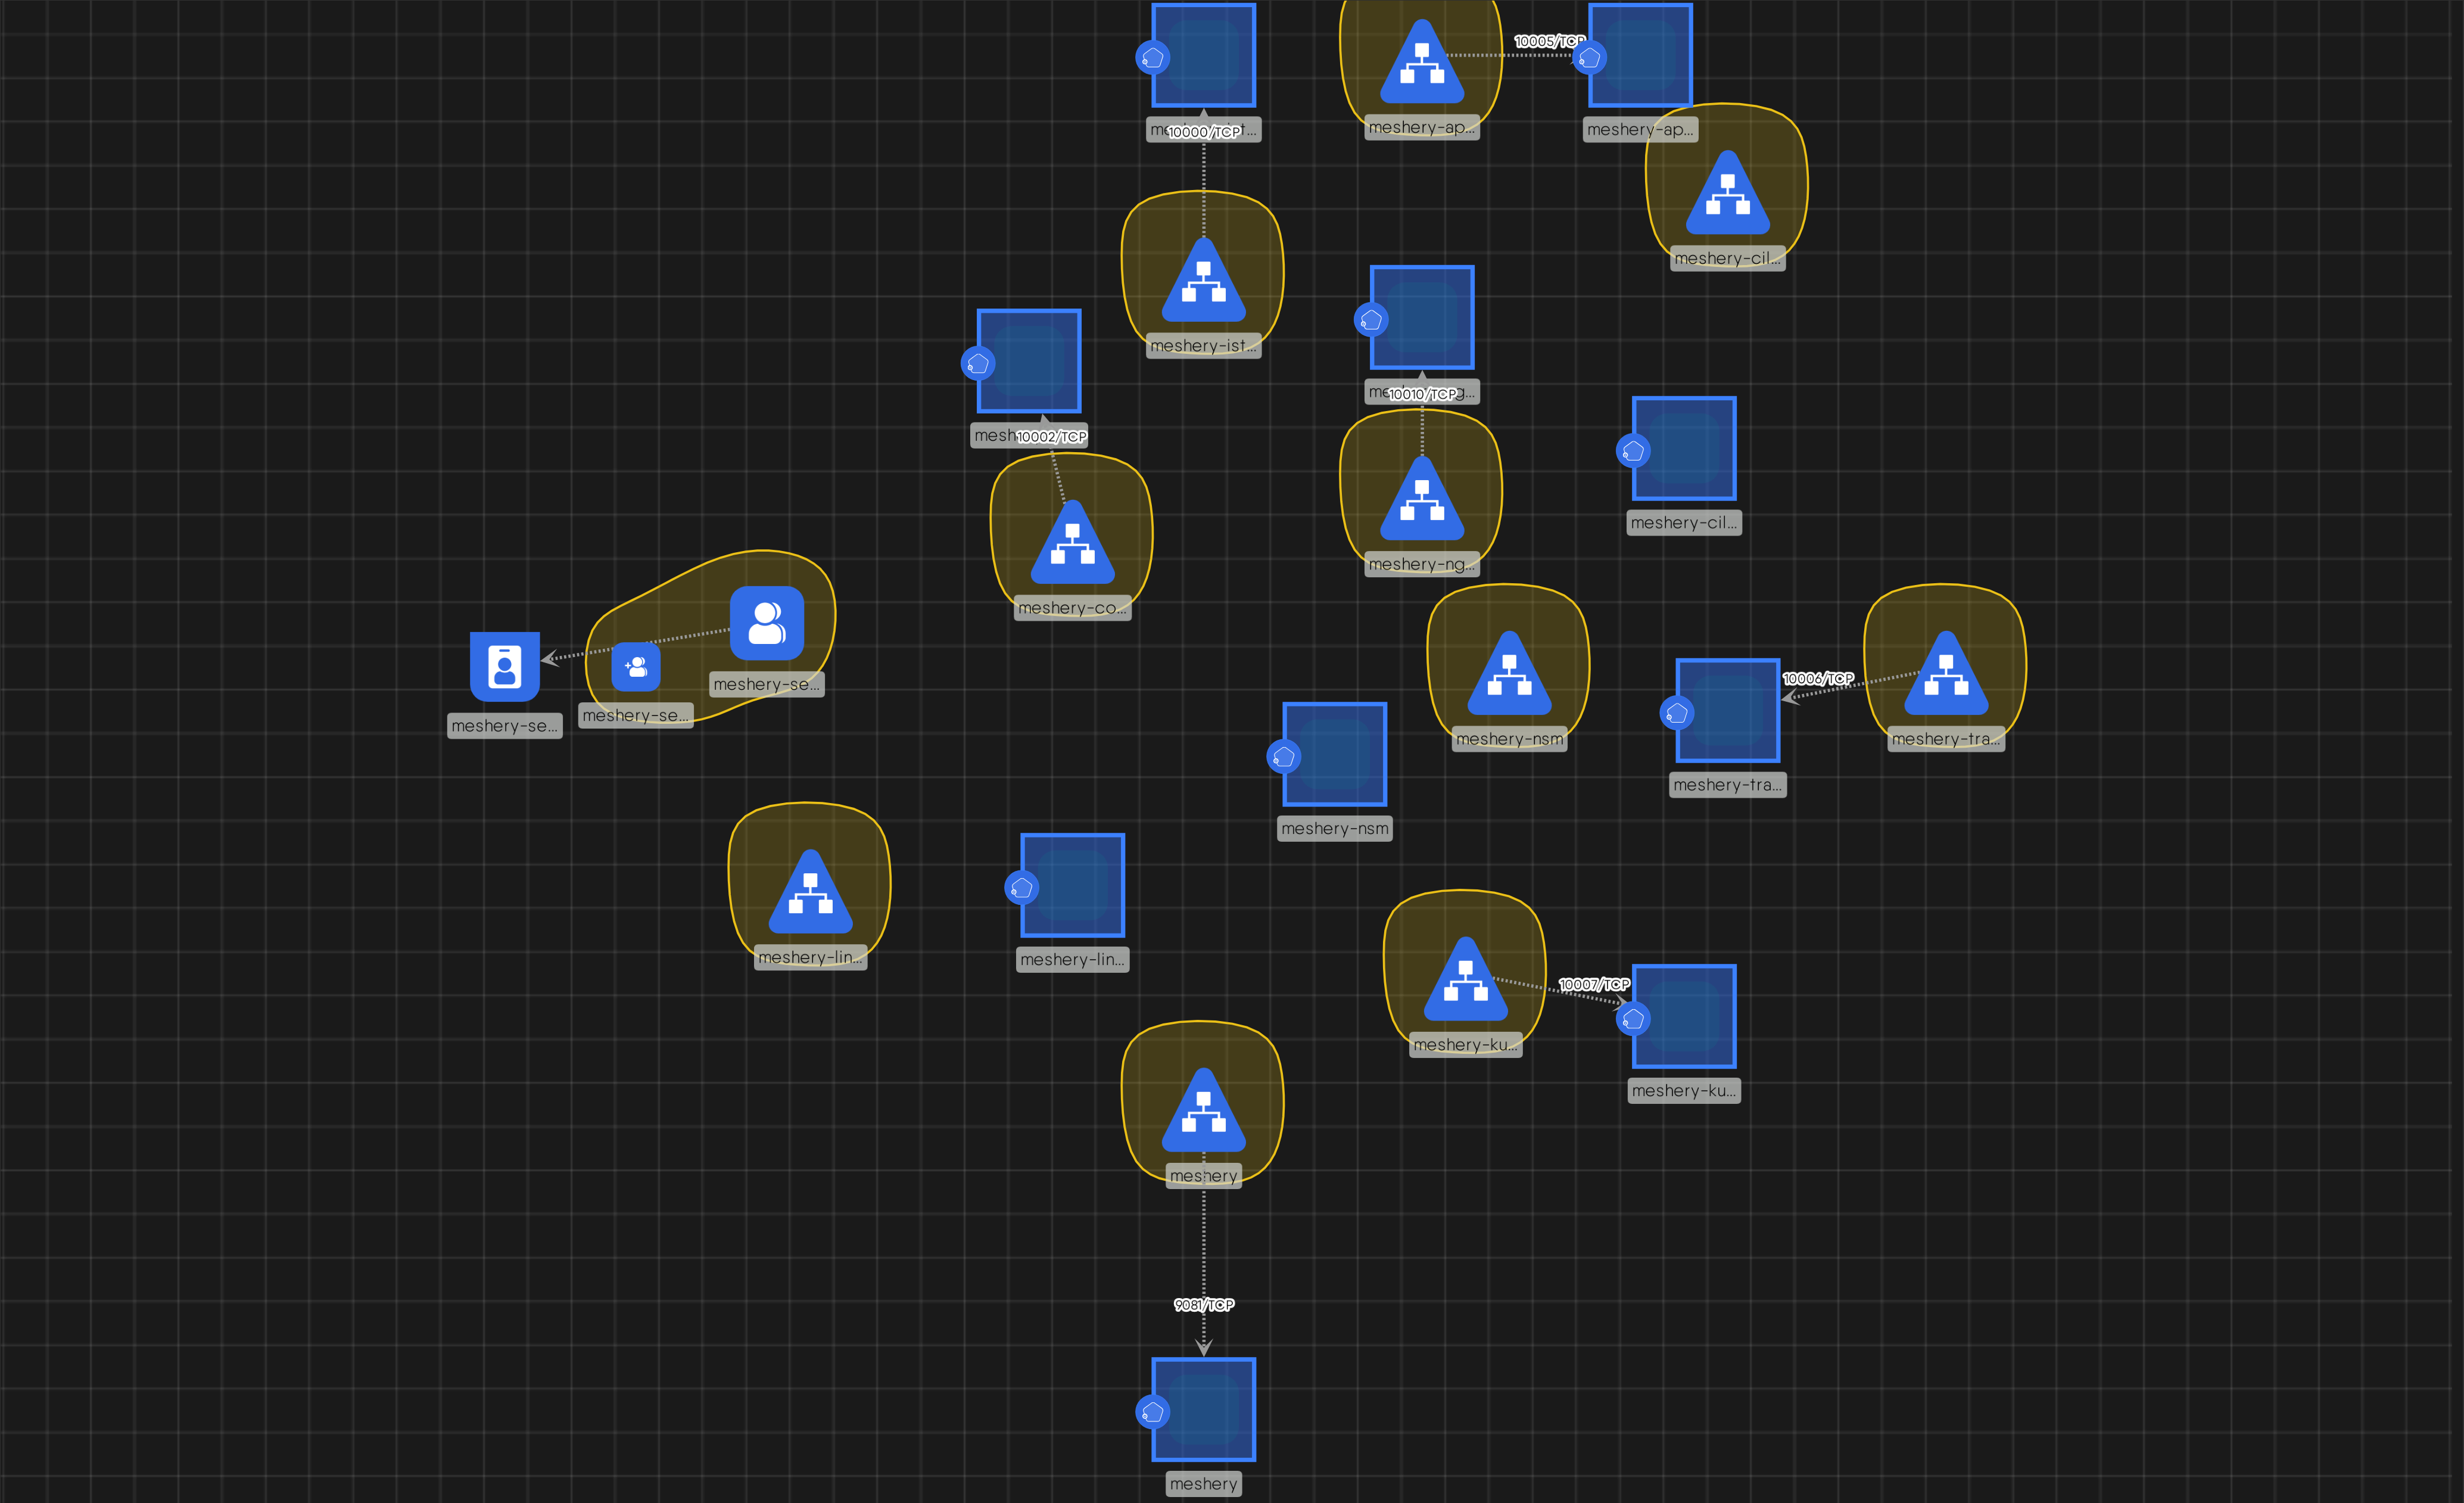 10005/TCP
meshery-ap...
meshery-ap...
10000/TCP
meshery-cil...
meshery-ist...
10010/TCP
10002/TCP
meshery-cil...
meshery-ng...
meshery-co...
10006/TCP
meshery-se...
meshery-se...
meshery-se...
meshery-nsm
meshery-tra...
meshery-tra...
meshery-nsm
meshery-lin...
meshery-lin...
10007/TCP
meshery-ku...
meshery-ku...
meshery
9081/TCP
meshery